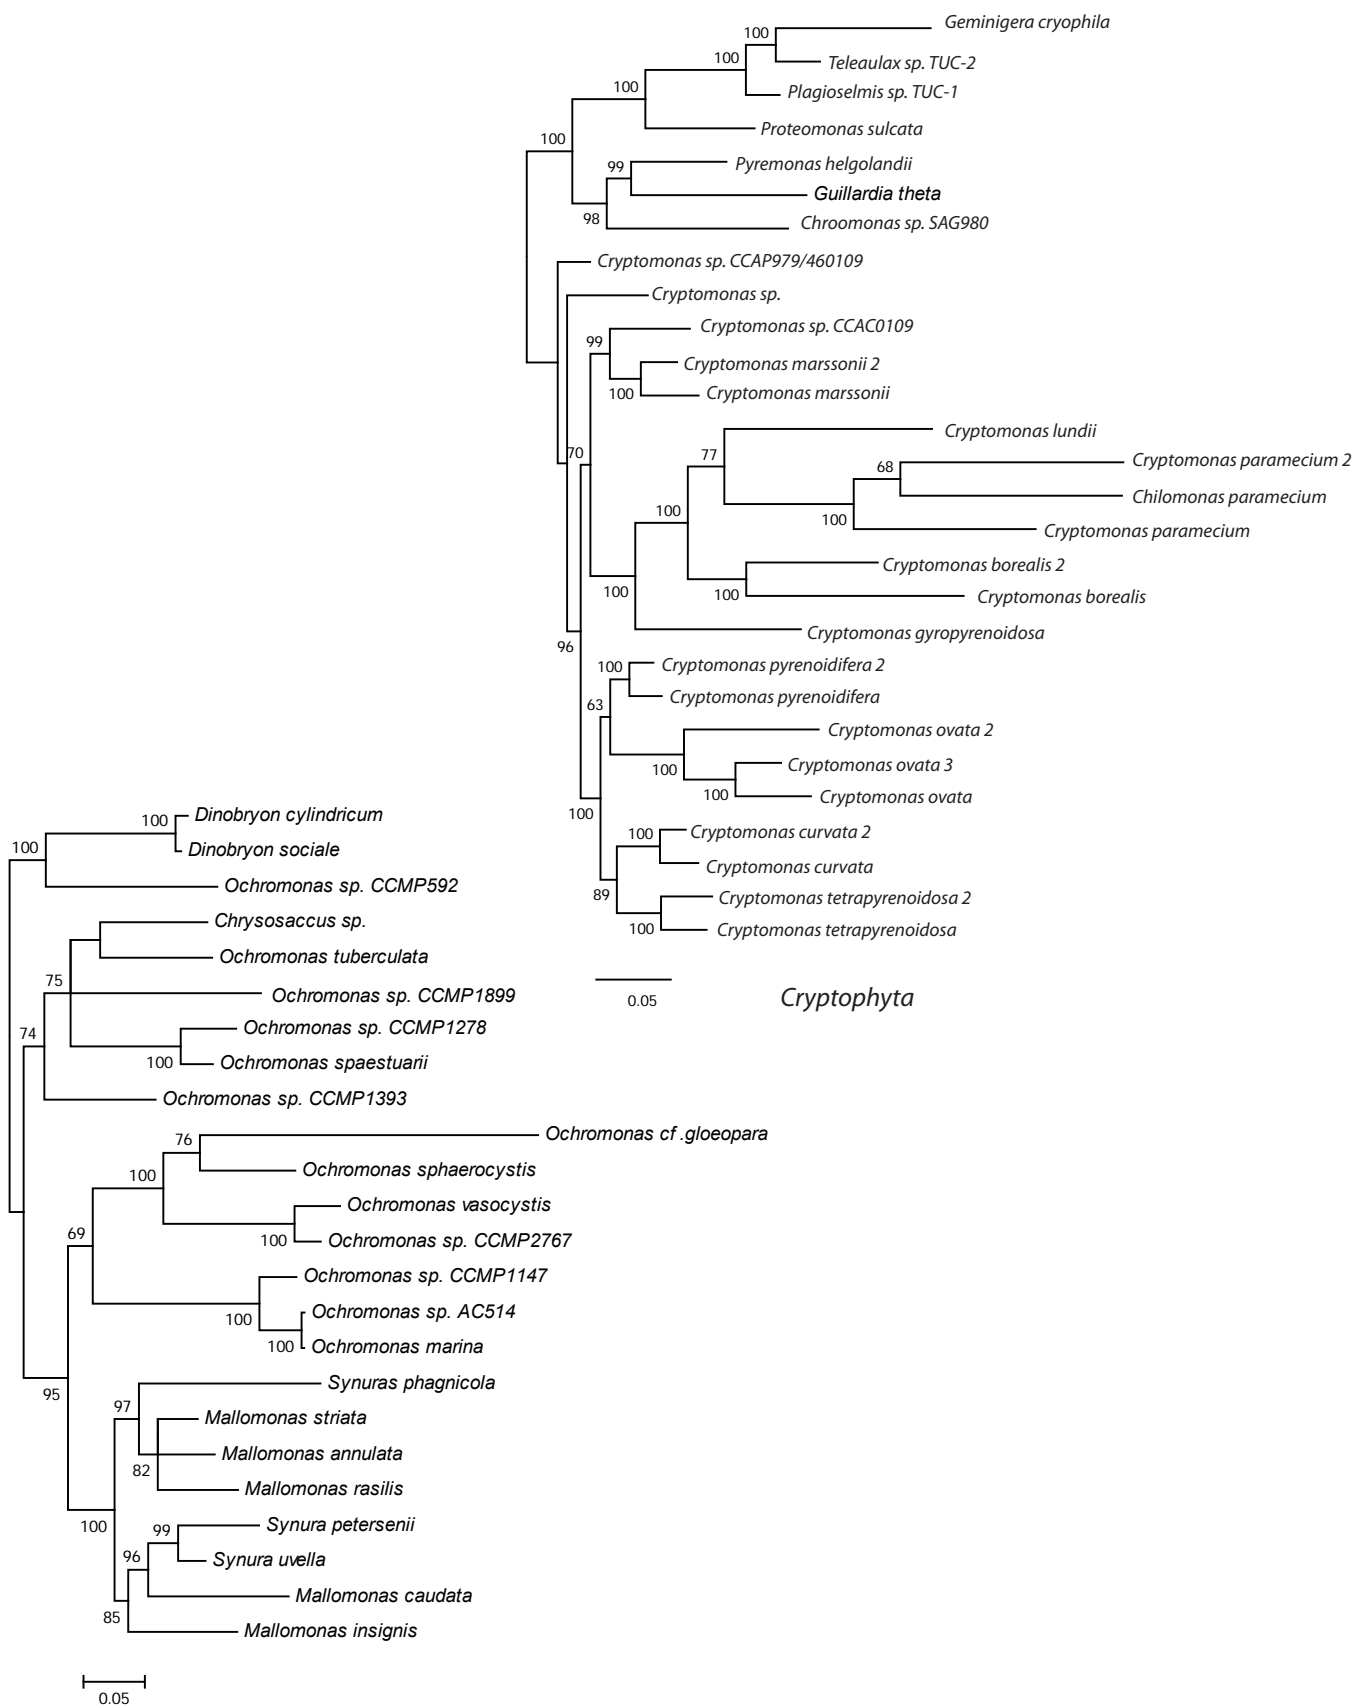 Geminigera cryophila
100
Teleaulax sp. TUC-2
100
Plagioselmis sp. TUC-1
100
Proteomonas sulcata
100
Pyremonas helgolandii
99
Guillardia theta
98
Chroomonas sp. SAG980
Cryptomonas sp. CCAP979/460109
Cryptomonas sp.
Cryptomonas sp. CCAC0109
99
Cryptomonas marssonii 2
100
Cryptomonas marssonii
70
Cryptomonas lundii
77
Cryptomonas paramecium 2
68
Chilomonas paramecium
100
100
Cryptomonas paramecium
Cryptomonas borealis 2
100
100
Cryptomonas borealis
Cryptomonas gyropyrenoidosa
96
Cryptomonas pyrenoidifera 2
100
Cryptomonas pyrenoidifera
63
Cryptomonas ovata 2
100
Cryptomonas ovata 3
100
Cryptomonas ovata
100
Cryptomonas curvata 2
100
Cryptomonas curvata
89
Cryptomonas tetrapyrenoidosa 2
100
Cryptomonas tetrapyrenoidosa
0.05
Cryptophyta
Dinobryon cylindricum
100
Dinobryon sociale
100
Ochromonas sp. CCMP592
Chrysosaccus sp.
Ochromonas tuberculata
75
Ochromonas sp. CCMP1899
74
Ochromonas sp. CCMP1278
100
Ochromonas spaestuarii
Ochromonas sp. CCMP1393
Ochromonas cf .gloeopara
76
Ochromonas sphaerocystis
100
Ochromonas vasocystis
100
Ochromonas sp. CCMP2767
69
Ochromonas sp. CCMP1147
100
Ochromonas sp. AC514
100
Ochromonas marina
95
Synuras phagnicola
97
Mallomonas striata
Mallomonas annulata
82
Mallomonas rasilis
100
Synura petersenii
99
Synura uvella
96
Mallomonas caudata
85
Mallomonas insignis
0.05